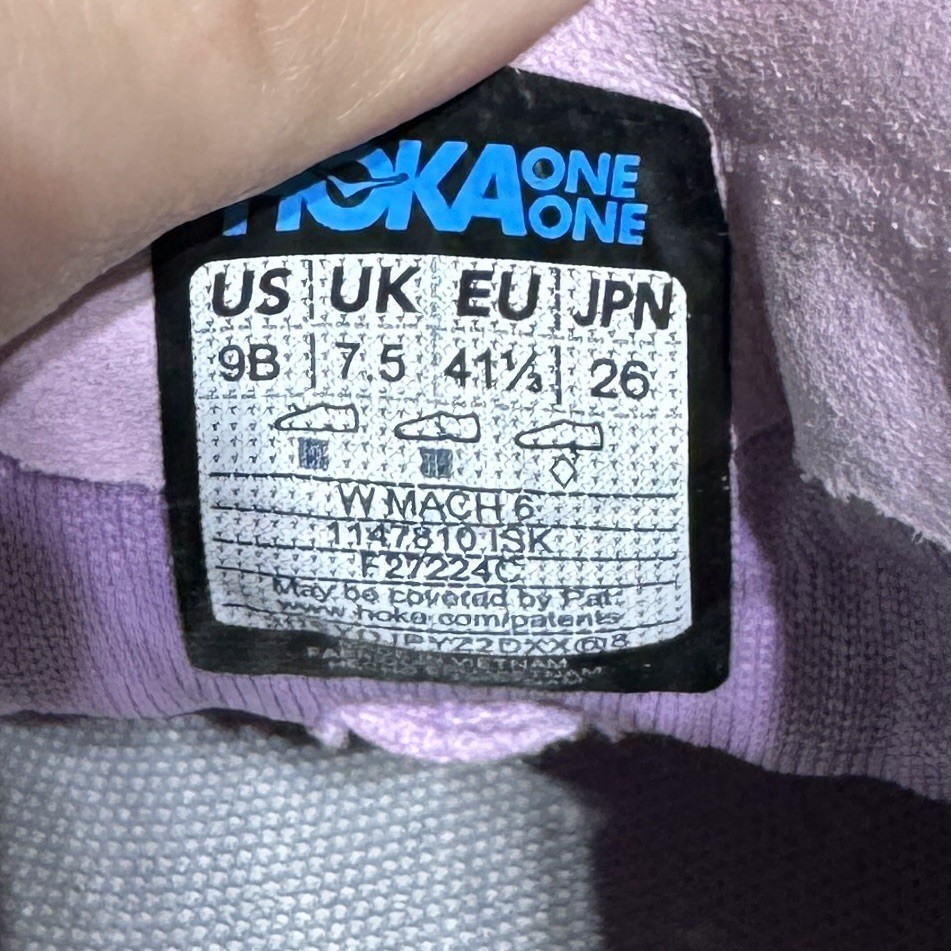 HOKA ONE ONE
US UK EU JPN
9B 7.5 41⅓ 26
W MACH 6
1147810 ISK
F27224C
May be covered by Pat:
www.hoka.com/patents
VIETNAM